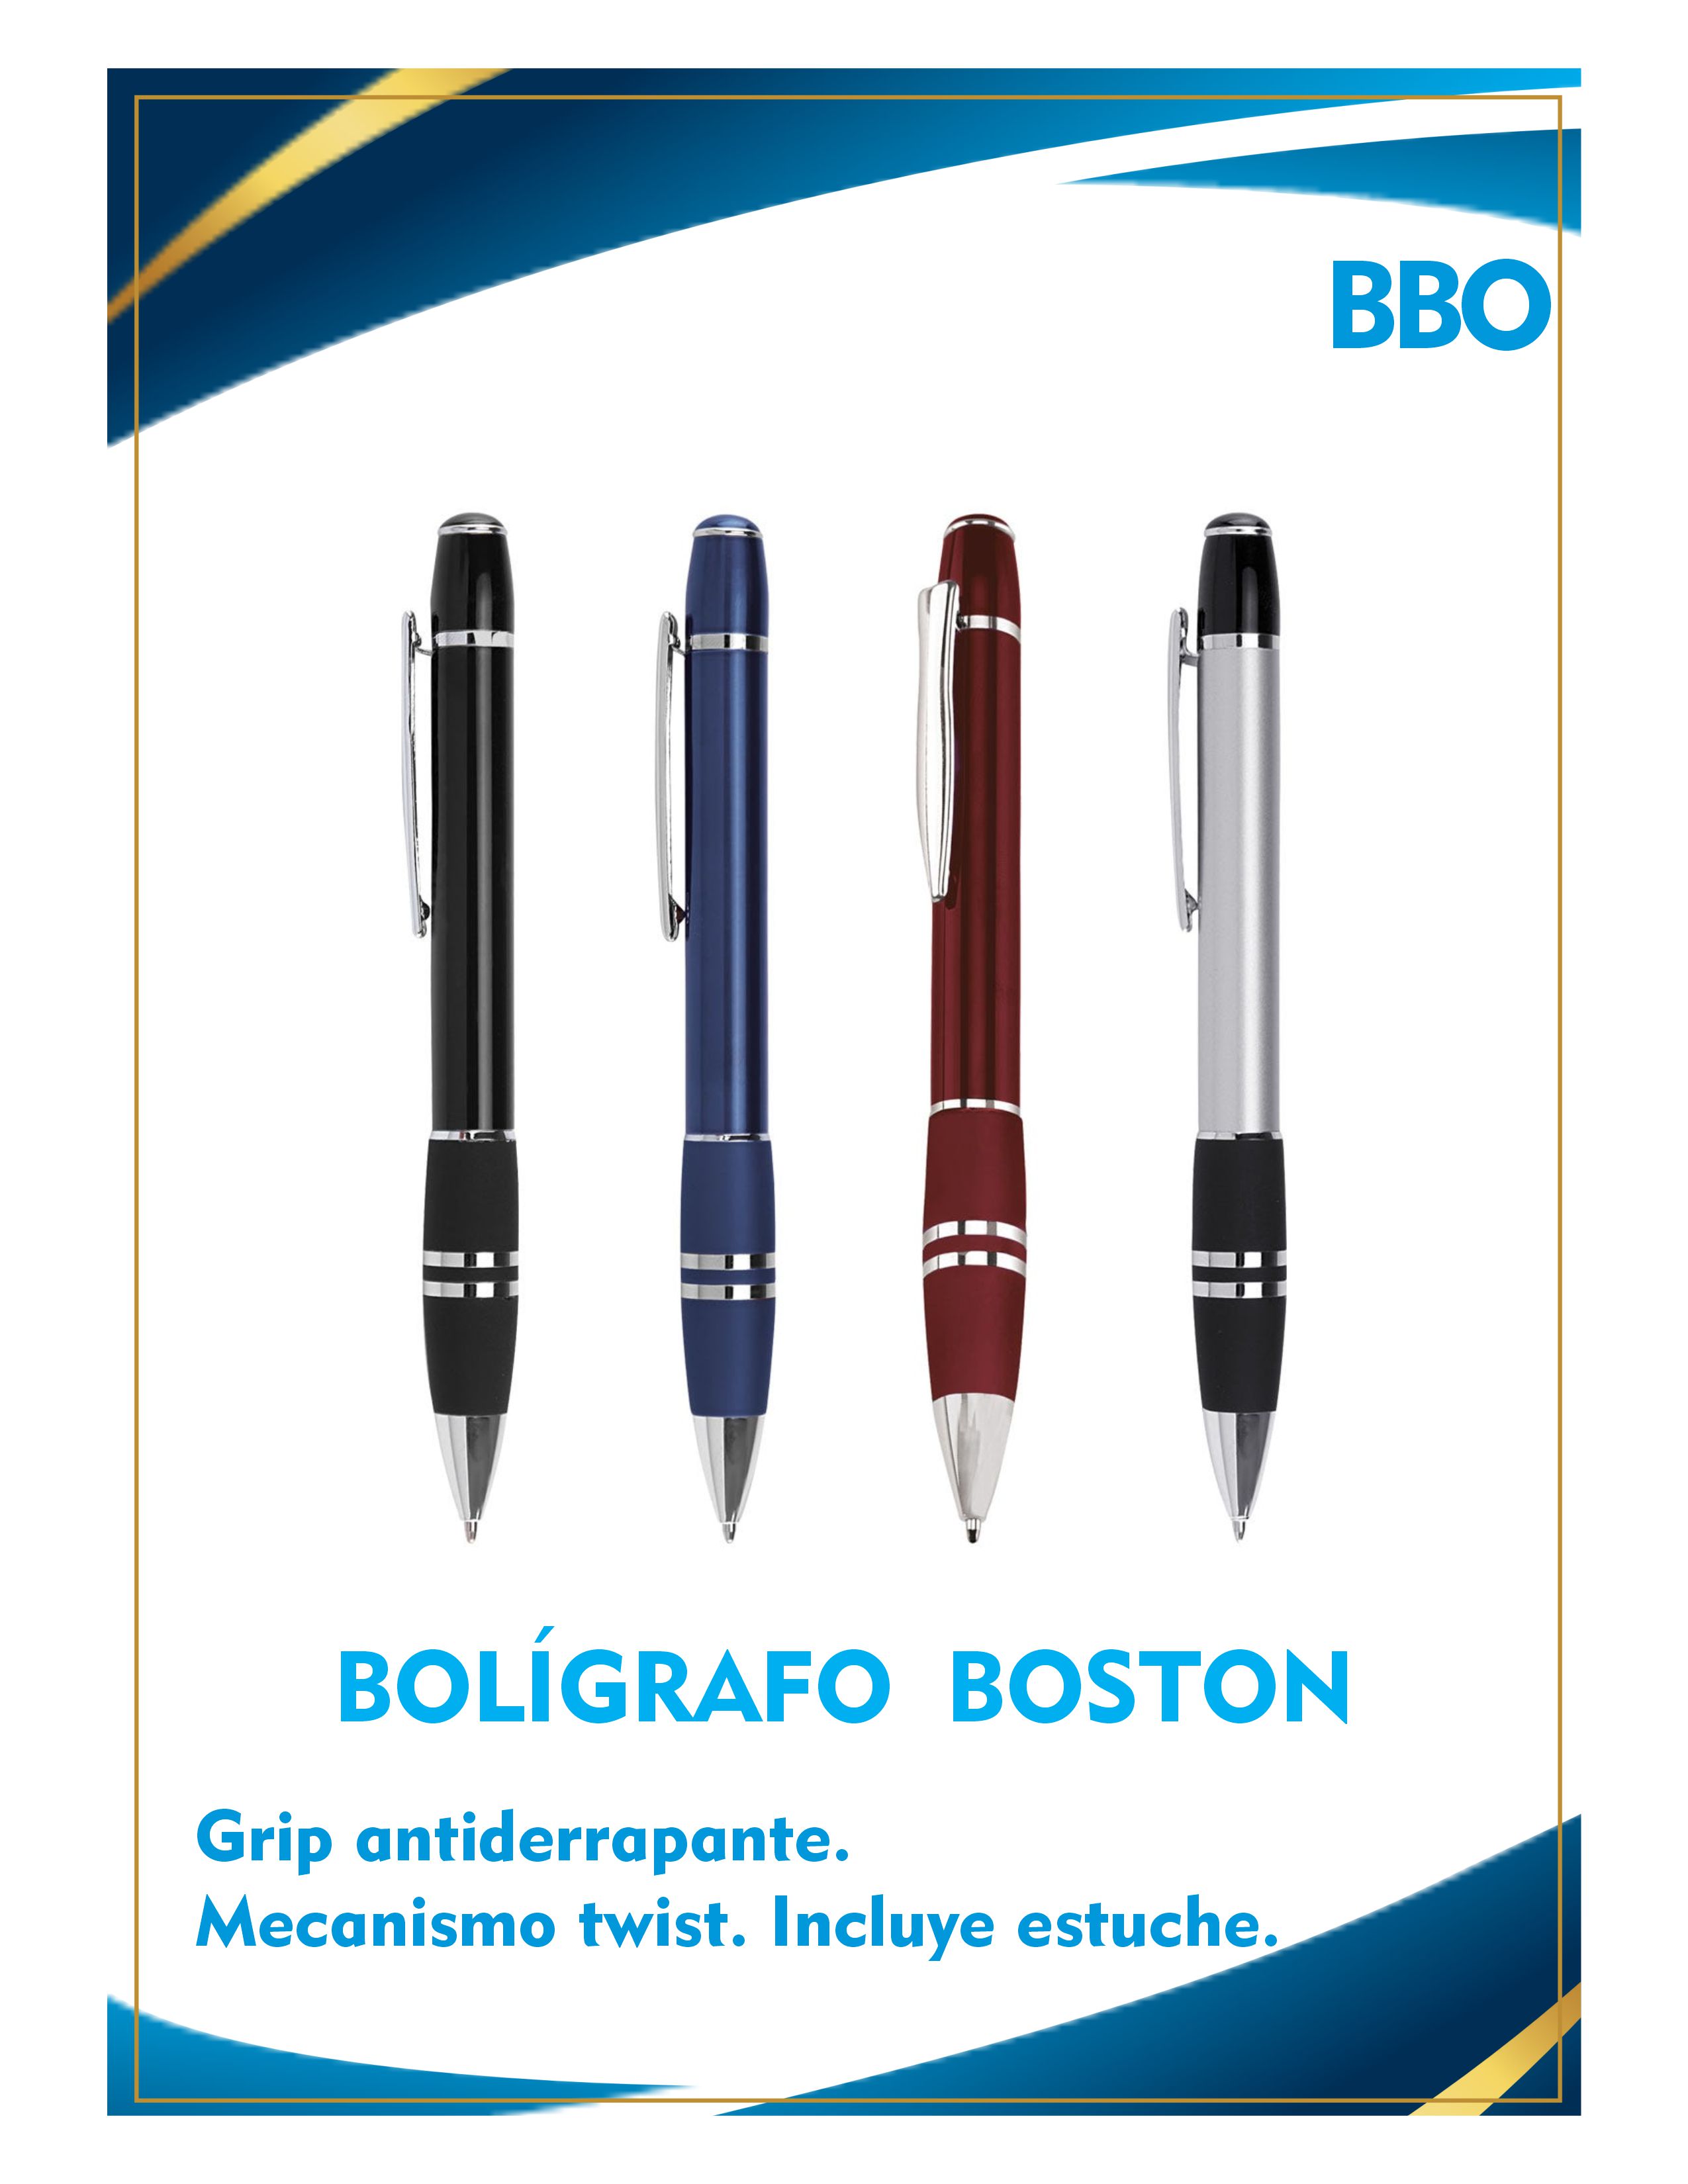 BBO
BOLÍGRAFO BOSTON
Grip antiderrapante.
Mecanismo twist. Incluye estuche.